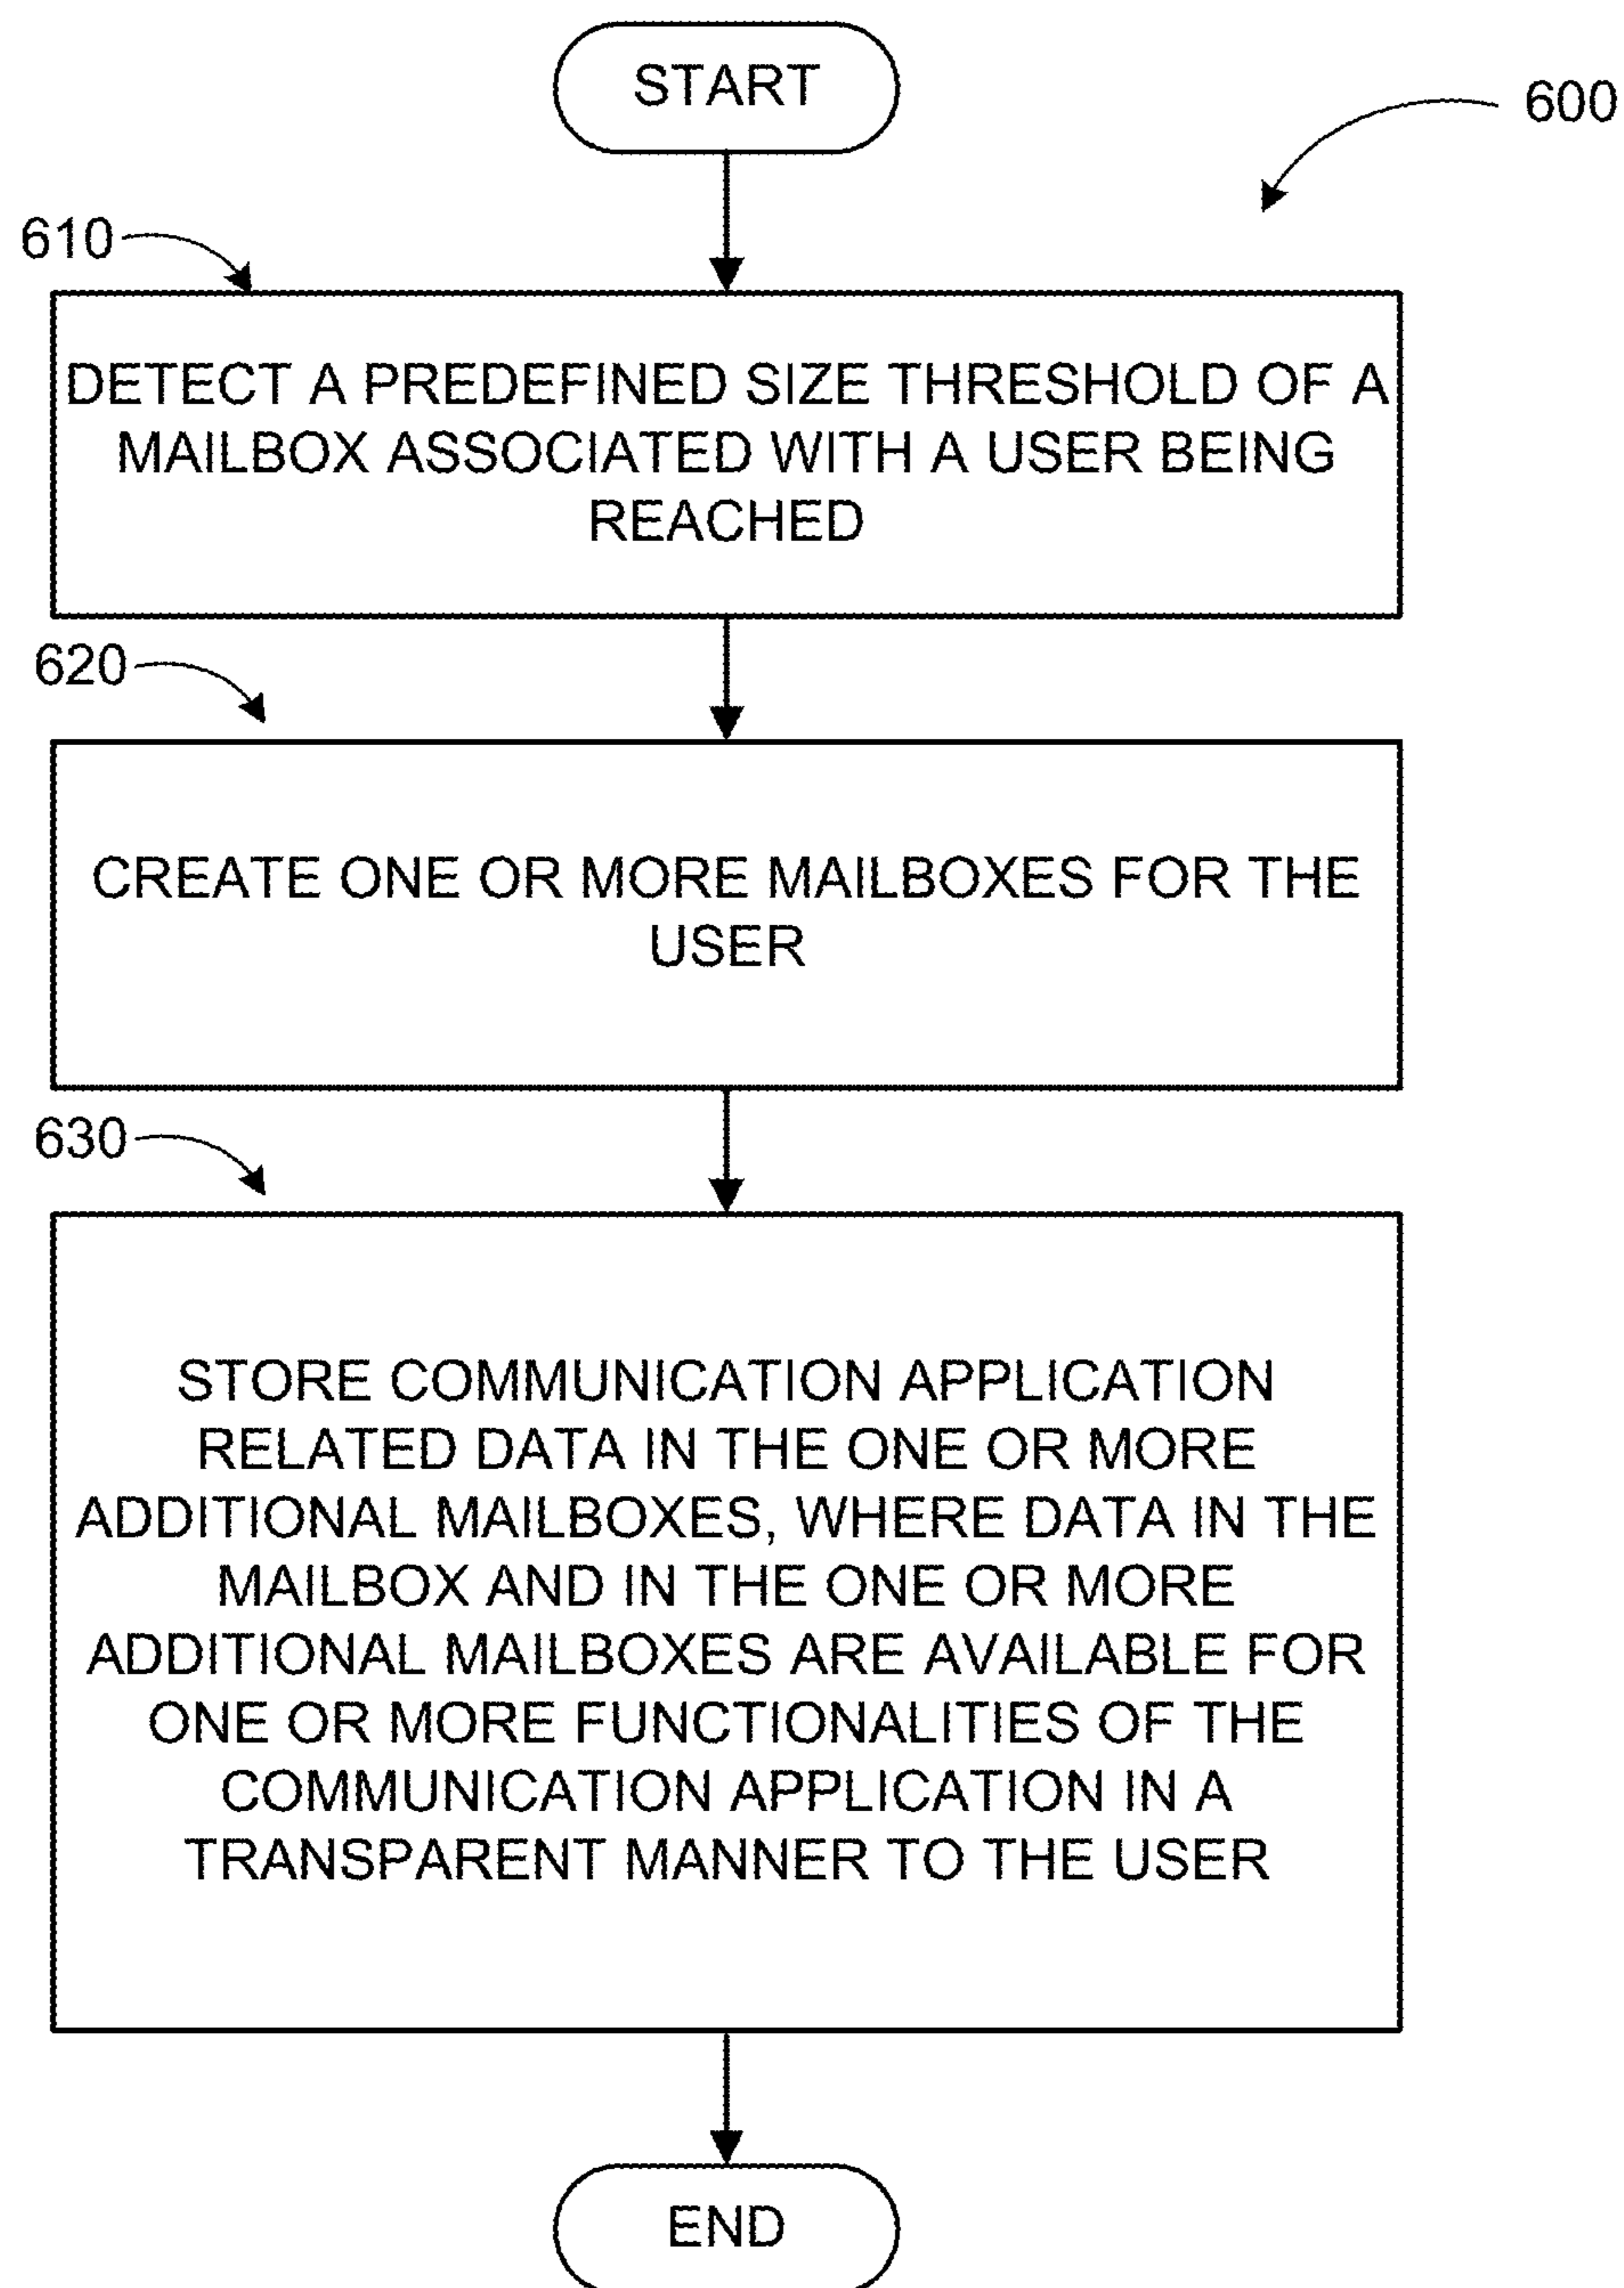 START
600
610
DETECT A PREDEFINED SIZE THRESHOLD OF A
MAILBOX ASSOCIATED WITH A USER BEING
REACHED
620
CREATE ONE OR MORE MAILBOXES FOR THE
USER
630
STORE COMMUNICATION APPLICATION
RELATED DATA IN THE ONE OR MORE
ADDITIONAL MAILBOXES, WHERE DATA IN THE
MAILBOX AND IN THE ONE OR MORE
ADDITIONAL MAILBOXES ARE AVAILABLE FOR
ONE OR MORE FUNCTIONALITIES OF THE
COMMUNICATION APPLICATION IN A
TRANSPARENT MANNER TO THE USER
END